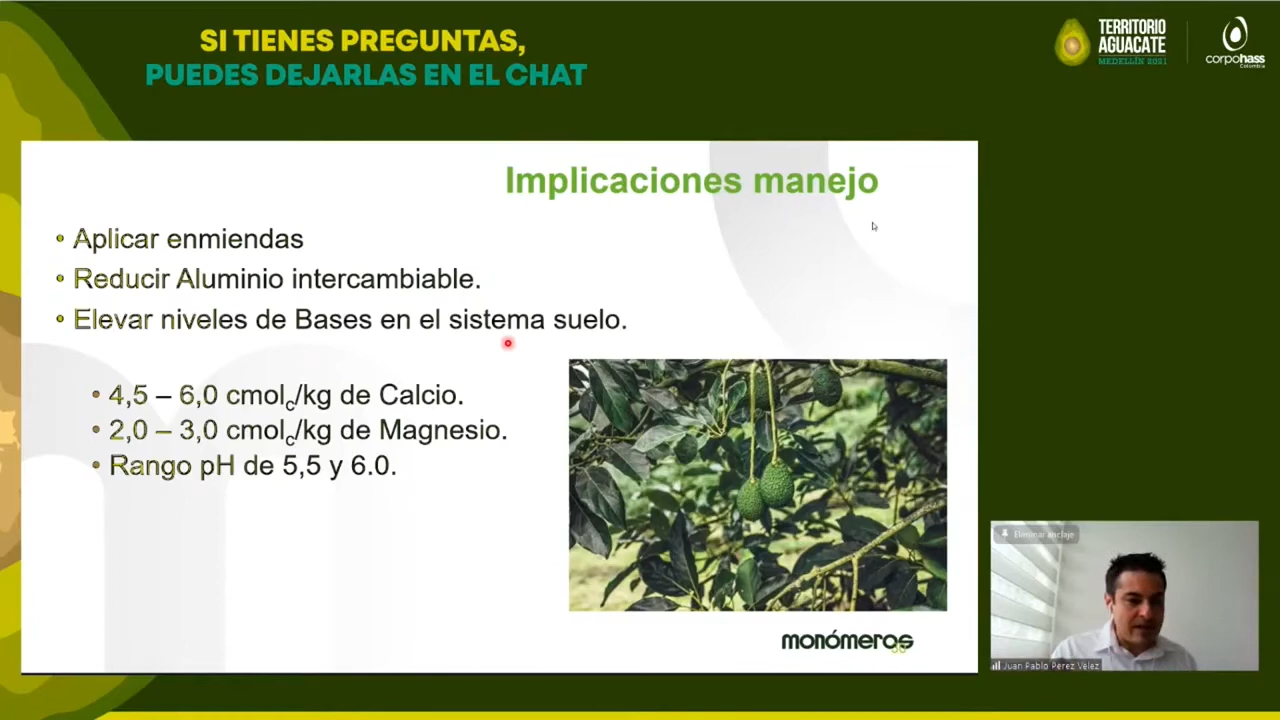 SI TIENES PREGUNTAS,
PUEDES DEJARLAS EN EL CHAT
TERRITORIO
AGUACATE
MEDELLÍN 2021
corpohass
Colombia
Implicaciones manejo
• Aplicar enmiendas
• Reducir Aluminio intercambiable.
• Elevar niveles de Bases en el sistema suelo.
• 4,5 – 6,0 cmolc/kg de Calcio.
• 2,0 – 3,0 cmolc/kg de Magnesio.
• Rango pH de 5,5 y 6.0.
monómeros
Eliminar anclaje
Juan Pablo Pérez Vélez